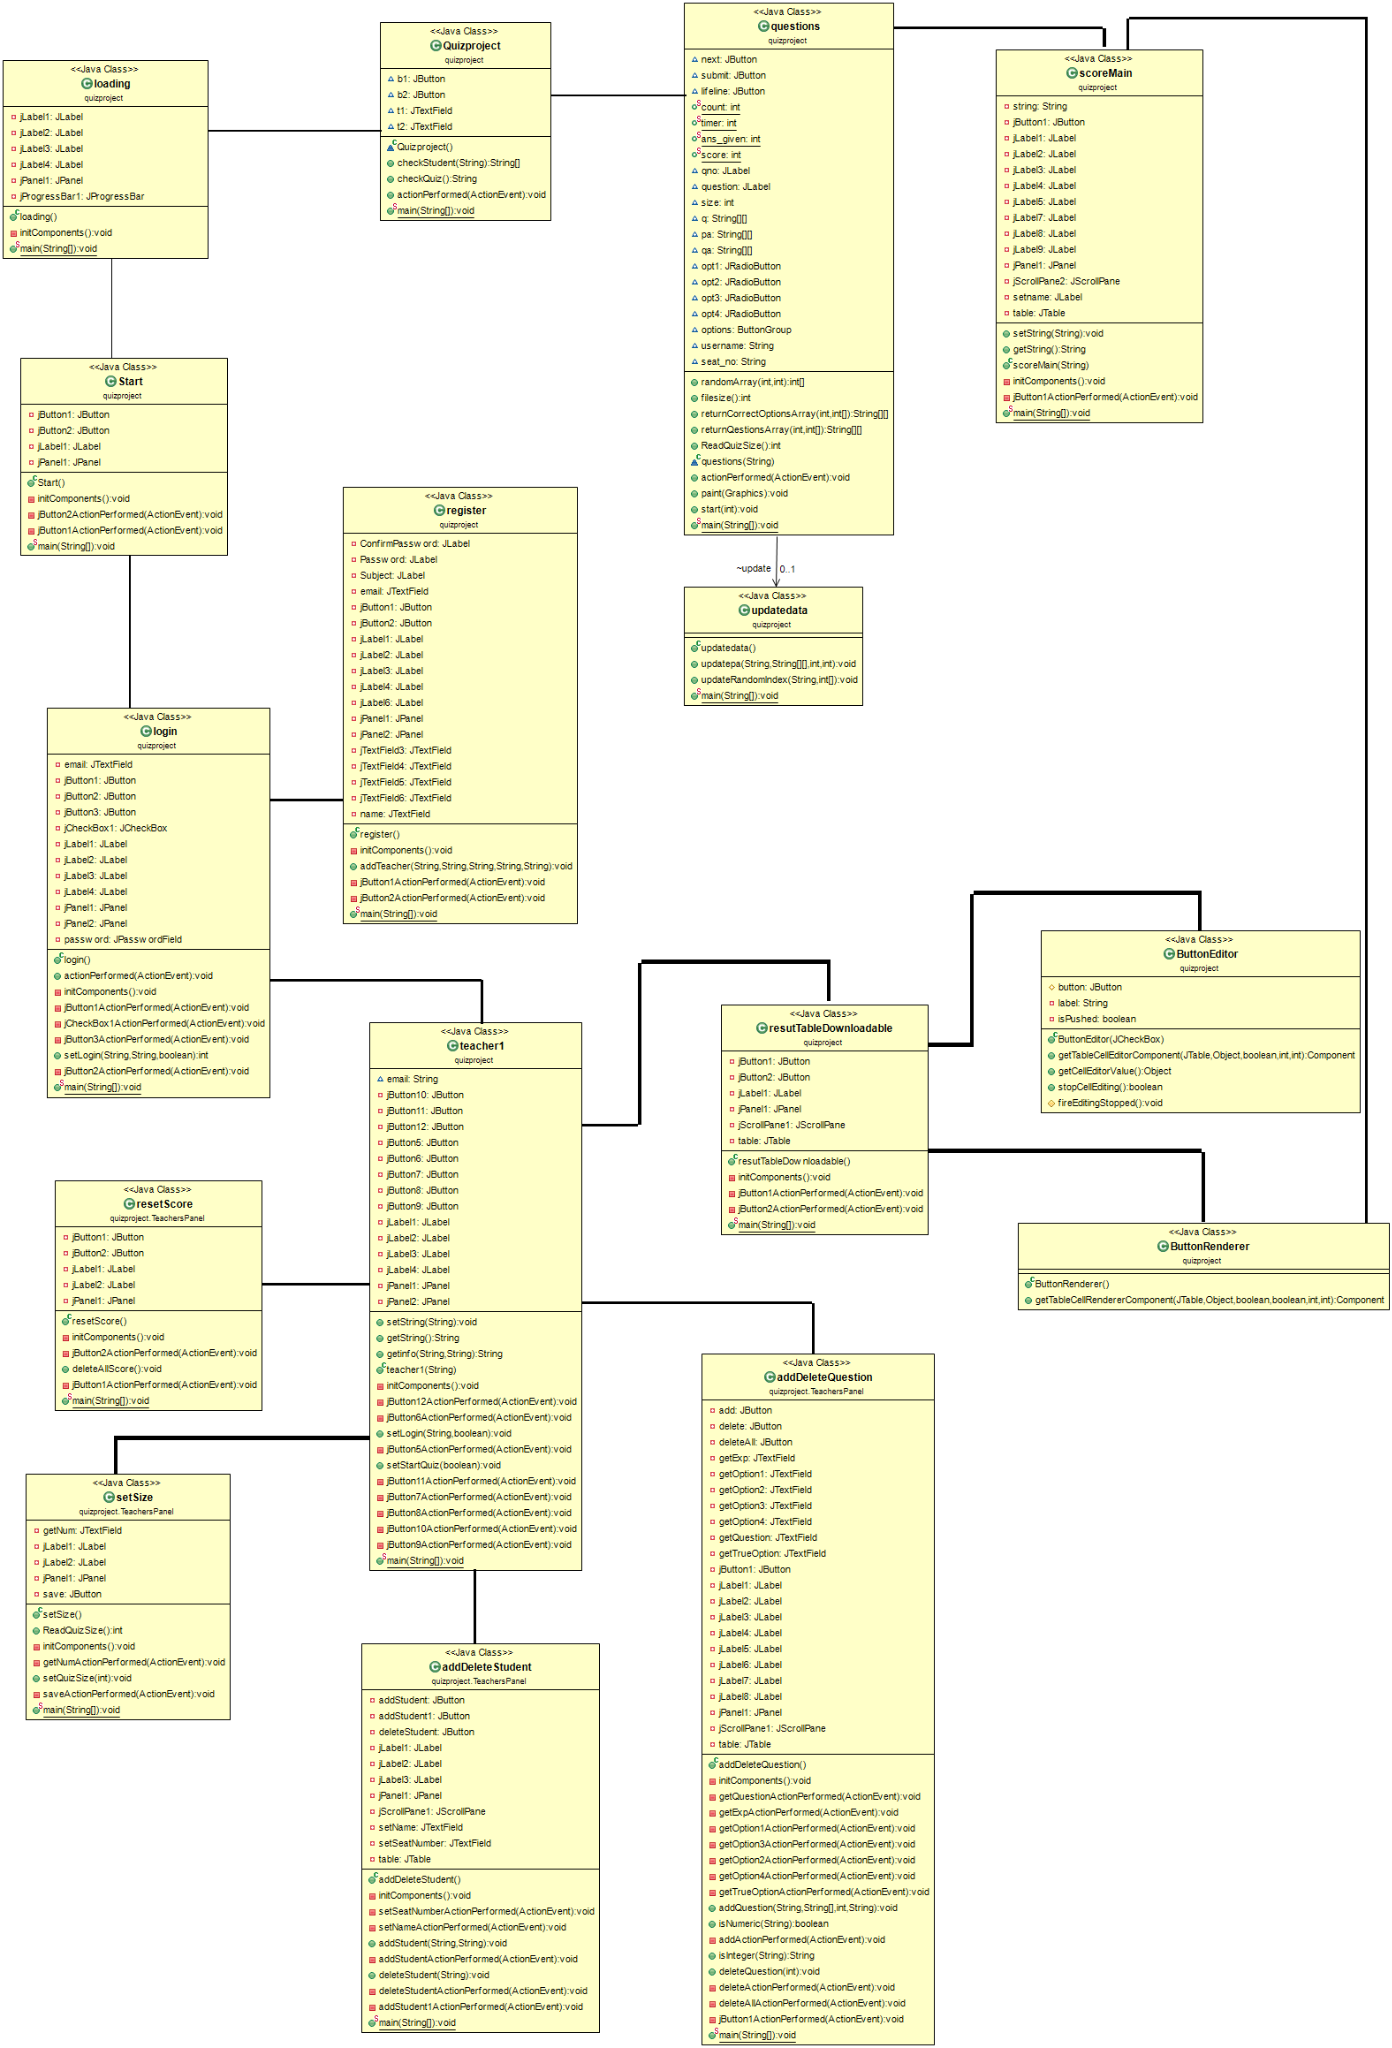 <<Java Class>>
loading
quizproject
jLabel1: JLabel
jLabel2: JLabel
jLabel3: JLabel
jLabel4: JLabel
jPanel1: JPanel
jProgressBar1: JProgressBar
loading()
initComponents():void
main(String[]):void
<<Java Class>>
Quizproject
quizproject
b1: JButton
b2: JButton
t1: JTextField
t2: JTextField
Quizproject()
checkStudent(String):String[]
checkQuiz():String
actionPerformed(ActionEvent):void
main(String[]):void
<<Java Class>>
questions
quizproject
next: JButton
submit: JButton
lifeline: JButton
count: int
timer: int
ans_given: int
score: int
qno: JLabel
question: JLabel
size: int
q: String[][]
pa: String[][]
qa: String[][]
opt1: JRadioButton
opt2: JRadioButton
opt3: JRadioButton
opt4: JRadioButton
options: ButtonGroup
username: String
seat_no: String
randomArray(int,int):int[]
filesize():int
returnCorrectOptionsArray(int,int[]):String[][]
returnQestionsArray(int,int[]):String[][]
ReadQuizSize():int
questions(String)
actionPerformed(ActionEvent):void
paint(Graphics):void
start(int):void
main(String[]):void
<<Java Class>>
scoreMain
quizproject
string: String
jButton1: JButton
jLabel1: JLabel
jLabel2: JLabel
jLabel3: JLabel
jLabel4: JLabel
jLabel5: JLabel
jLabel7: JLabel
jLabel8: JLabel
jLabel9: JLabel
jPanel1: JPanel
jScrollPane2: JScrollPane
setname: JLabel
table: JTable
setString(String):void
getString():String
scoreMain(String)
initComponents():void
jButton1ActionPerformed(ActionEvent):void
main(String[]):void
<<Java Class>>
Start
quizproject
jButton1: JButton
jButton2: JButton
jLabel1: JLabel
jPanel1: JPanel
Start()
initComponents():void
jButton2ActionPerformed(ActionEvent):void
jButton1ActionPerformed(ActionEvent):void
main(String[]):void
<<Java Class>>
register
quizproject
ConfirmPassword: JLabel
Password: JLabel
Subject: JLabel
email: JTextField
jButton1: JButton
jButton2: JButton
jLabel1: JLabel
jLabel2: JLabel
jLabel3: JLabel
jLabel4: JLabel
jLabel6: JLabel
jPanel1: JPanel
jPanel2: JPanel
jTextField3: JTextField
jTextField4: JTextField
jTextField5: JTextField
jTextField6: JTextField
name: JTextField
register()
initComponents():void
addTeacher(String,String,String,String,String):void
jButton1ActionPerformed(ActionEvent):void
jButton2ActionPerformed(ActionEvent):void
main(String[]):void
~update 0..1
<<Java Class>>
updatedata
quizproject
updatedata()
updatepa(String,String[][],int,int):void
updateRandomIndex(String,int[]):void
main(String[]):void
<<Java Class>>
login
quizproject
email: JTextField
jButton1: JButton
jButton2: JButton
jButton3: JButton
jCheckBox1: JCheckBox
jLabel1: JLabel
jLabel2: JLabel
jLabel3: JLabel
jLabel4: JLabel
jPanel1: JPanel
jPanel2: JPanel
password: JPasswordField
login()
actionPerformed(ActionEvent):void
initComponents():void
jButton1ActionPerformed(ActionEvent):void
jCheckBox1ActionPerformed(ActionEvent):void
jButton3ActionPerformed(ActionEvent):void
setLogin(String,String,boolean):int
jButton2ActionPerformed(ActionEvent):void
main(String[]):void
<<Java Class>>
teacher1
quizproject
email: String
jButton10: JButton
jButton11: JButton
jButton12: JButton
jButton5: JButton
jButton6: JButton
jButton7: JButton
jButton8: JButton
jButton9: JButton
jLabel1: JLabel
jLabel2: JLabel
jLabel3: JLabel
jLabel4: JLabel
jPanel1: JPanel
jPanel2: JPanel
setString(String):void
getString():String
getinfo(String,String):String
teacher1(String)
initComponents():void
jButton12ActionPerformed(ActionEvent):void
jButton6ActionPerformed(ActionEvent):void
setLogin(String,boolean):void
jButton5ActionPerformed(ActionEvent):void
setStartQuiz(boolean):void
jButton11ActionPerformed(ActionEvent):void
jButton7ActionPerformed(ActionEvent):void
jButton8ActionPerformed(ActionEvent):void
jButton10ActionPerformed(ActionEvent):void
jButton9ActionPerformed(ActionEvent):void
main(String[]):void
<<Java Class>>
resutTableDownloadable
quizproject
jButton1: JButton
jButton2: JButton
jLabel1: JLabel
jPanel1: JPanel
jScrollPane1: JScrollPane
table: JTable
resutTableDownloadable()
initComponents():void
jButton1ActionPerformed(ActionEvent):void
jButton2ActionPerformed(ActionEvent):void
main(String[]):void
<<Java Class>>
ButtonEditor
quizproject
button: JButton
label: String
isPushed: boolean
ButtonEditor(JCheckBox)
getTableCellEditorComponent(JTable,Object,boolean,int,int):Component
getCellEditorValue():Object
stopCellEditing():boolean
fireEditingStopped():void
<<Java Class>>
ButtonRenderer
quizproject
ButtonRenderer()
getTableCellRendererComponent(JTable,Object,boolean,boolean,int,int):Component
<<Java Class>>
resetScore
quizproject.TeachersPanel
jButton1: JButton
jButton2: JButton
jLabel1: JLabel
jLabel2: JLabel
jPanel1: JPanel
resetScore()
initComponents():void
jButton2ActionPerformed(ActionEvent):void
deleteAllScore():void
jButton1ActionPerformed(ActionEvent):void
main(String[]):void
<<Java Class>>
setSize
quizproject.TeachersPanel
getNum: JTextField
jLabel1: JLabel
jLabel2: JLabel
jPanel1: JPanel
save: JButton
setSize()
ReadQuizSize():int
initComponents():void
getNumActionPerformed(ActionEvent):void
setQuizSize(int):void
saveActionPerformed(ActionEvent):void
main(String[]):void
<<Java Class>>
addDeleteStudent
quizproject.TeachersPanel
addStudent: JButton
addStudent1: JButton
deleteStudent: JButton
jLabel1: JLabel
jLabel2: JLabel
jLabel3: JLabel
jPanel1: JPanel
jScrollPane1: JScrollPane
setName: JTextField
setSeatNumber: JTextField
table: JTable
addDeleteStudent()
initComponents():void
setSeatNumberActionPerformed(ActionEvent):void
setNameActionPerformed(ActionEvent):void
addStudent(String,String):void
addStudentActionPerformed(ActionEvent):void
deleteStudent(String):void
deleteStudentActionPerformed(ActionEvent):void
addStudent1ActionPerformed(ActionEvent):void
main(String[]):void
<<Java Class>>
addDeleteQuestion
quizproject.TeachersPanel
add: JButton
delete: JButton
deleteAll: JButton
getExp: JTextField
getOption1: JTextField
getOption2: JTextField
getOption3: JTextField
getOption4: JTextField
getQuestion: JTextField
getTrueOption: JTextField
jButton1: JButton
jLabel1: JLabel
jLabel2: JLabel
jLabel3: JLabel
jLabel4: JLabel
jLabel5: JLabel
jLabel6: JLabel
jLabel7: JLabel
jLabel8: JLabel
jPanel1: JPanel
jScrollPane1: JScrollPane
table: JTable
addDeleteQuestion()
initComponents():void
getQuestionActionPerformed(ActionEvent):void
getExpActionPerformed(ActionEvent):void
getOption1ActionPerformed(ActionEvent):void
getOption3ActionPerformed(ActionEvent):void
getOption2ActionPerformed(ActionEvent):void
getOption4ActionPerformed(ActionEvent):void
getTrueOptionActionPerformed(ActionEvent):void
addQuestion(String,String[],int,String):void
isNumeric(String):boolean
addActionPerformed(ActionEvent):void
isInteger(String):String
deleteQuestion(int):void
deleteActionPerformed(ActionEvent):void
deleteAllActionPerformed(ActionEvent):void
jButton1ActionPerformed(ActionEvent):void
main(String[]):void